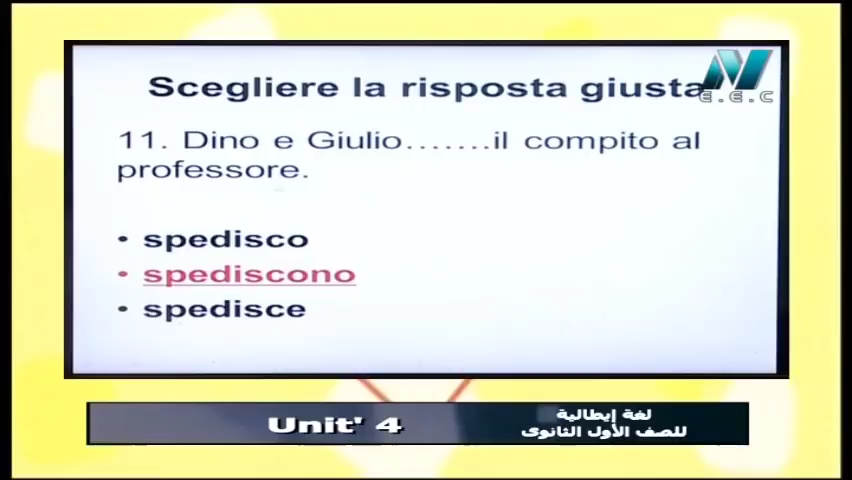 Scegliere la risposta giusta
E.E.C
11. Dino e Giulio.......il compito al
professore.
• spedisco
• spediscono
• spedisce
Unit' 4
لغة إيطالية
للصف الأول الثانوى